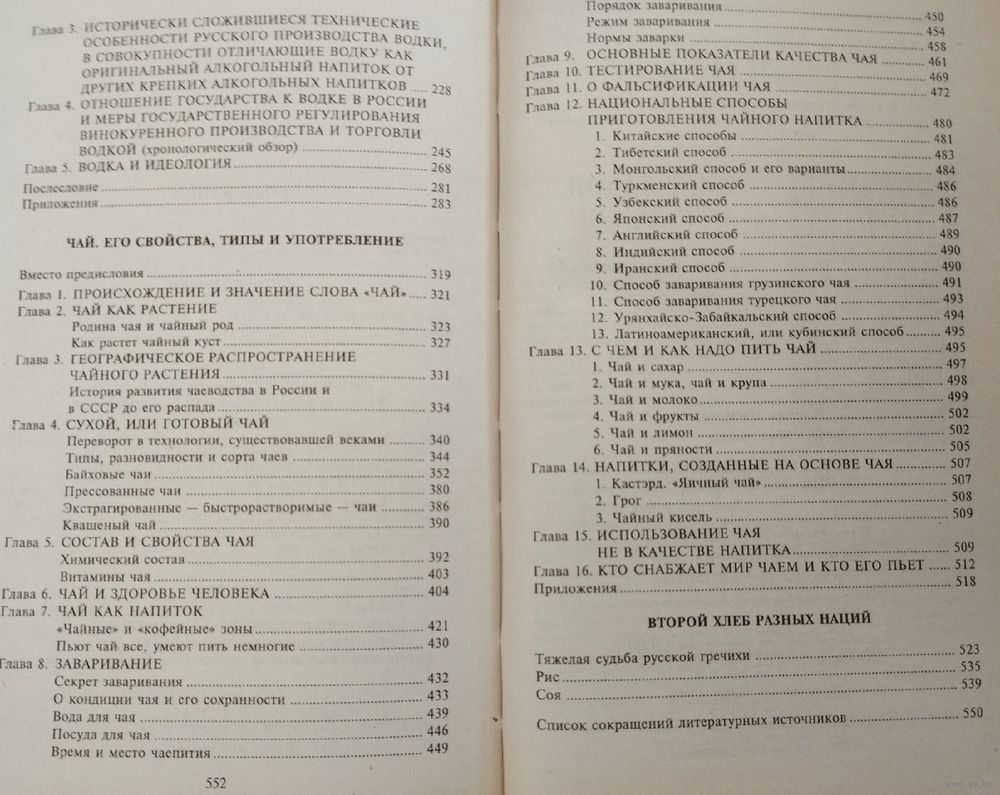 Глава 3. ИСТОРИЧЕСКИ СЛОЖИВШИЕСЯ ТЕХНИЧЕСКИЕ
ОСОБЕННОСТИ РУССКОГО ПРОИЗВОДСТВА ВОДКИ,
В СОВОКУПНОСТИ ОТЛИЧАЮЩИЕ ВОДКУ КАК
ОРИГИНАЛЬНЫЙ АЛКОГОЛЬНЫЙ НАПИТОК ОТ
ДРУГИХ КРЕПКИХ АЛКОГОЛЬНЫХ НАПИТКОВ .... 228
Глава 4. ОТНОШЕНИЕ ГОСУДАРСТВА К ВОДКЕ В РОССИИ
И МЕРЫ ГОСУДАРСТВЕННОГО РЕГУЛИРОВАНИЯ
ВИНОКУРЕННОГО ПРОИЗВОДСТВА И ТОРГОВЛИ
ВОДКОЙ (хронологический обзор) .... 245
Глава 5. ВОДКА И ИДЕОЛОГИЯ .... 268
Послесловие .... 281
Приложения .... 283
ЧАЙ. ЕГО СВОЙСТВА, ТИПЫ И УПОТРЕБЛЕНИЕ
Вместо предисловия .... 319
Глава 1. ПРОИСХОЖДЕНИЕ И ЗНАЧЕНИЕ СЛОВА «ЧАЙ» .... 321
Глава 2. ЧАЙ КАК РАСТЕНИЕ
Родина чая и чайный род .... 323
Как растет чайный куст .... 327
Глава 3. ГЕОГРАФИЧЕСКОЕ РАСПРОСТРАНЕНИЕ
ЧАЙНОГО РАСТЕНИЯ .... 331
История развития чаеводства в России и
в СССР до его распада .... 334
Глава 4. СУХОЙ, ИЛИ ГОТОВЫЙ ЧАЙ
Переворот в технологии, существовавшей веками .... 340
Типы, разновидности и сорта чаев .... 344
Байховые чаи .... 352
Прессованные чаи .... 380
Экстрагированные — быстрорастворимые — чаи .... 386
Квашеный чай .... 390
Глава 5. СОСТАВ И СВОЙСТВА ЧАЯ
Химический состав .... 392
Витамины чая .... 403
Глава 6. ЧАЙ И ЗДОРОВЬЕ ЧЕЛОВЕКА .... 404
Глава 7. ЧАЙ КАК НАПИТОК
«Чайные» и «кофейные» зоны .... 421
Пьют чай все, умеют пить немногие .... 430
Глава 8. ЗАВАРИВАНИЕ
Секрет заваривания .... 432
О кондиции чая и его сохранности .... 433
Вода для чая .... 439
Посуда для чая .... 446
Время и место чаепития .... 449
552
Порядок заваривания .... 450
Режим заваривания .... 454
Нормы заварки .... 458
Глава 9. ОСНОВНЫЕ ПОКАЗАТЕЛИ КАЧЕСТВА ЧАЯ .... 461
Глава 10. ТЕСТИРОВАНИЕ ЧАЯ .... 469
Глава 11. О ФАЛЬСИФИКАЦИИ ЧАЯ .... 472
Глава 12. НАЦИОНАЛЬНЫЕ СПОСОБЫ
ПРИГОТОВЛЕНИЯ ЧАЙНОГО НАПИТКА .... 480
1. Китайские способы .... 481
2. Тибетский способ .... 483
3. Монгольский способ и его варианты .... 484
4. Туркменский способ .... 486
5. Узбекский способ .... 486
6. Японский способ .... 487
7. Английский способ .... 489
8. Индийский способ .... 490
9. Иранский способ .... 490
10. Способ заваривания грузинского чая .... 491
11. Способ заваривания турецкого чая .... 493
12. Урянхайско-Забайкальский способ .... 494
13. Латиноамериканский, или кубинский способ .... 495
Глава 13. С ЧЕМ И КАК НАДО ПИТЬ ЧАЙ .... 495
1. Чай и сахар .... 497
2. Чай и мука, чай и крупа .... 498
3. Чай и молоко .... 499
4. Чай и фрукты .... 502
5. Чай и лимон .... 502
6. Чай и пряности .... 505
Глава 14. НАПИТКИ, СОЗДАННЫЕ НА ОСНОВЕ ЧАЯ .... 507
1. Кастэрд. «Яичный чай» .... 507
2. Грог .... 508
3. Чайный кисель .... 509
Глава 15. ИСПОЛЬЗОВАНИЕ ЧАЯ
НЕ В КАЧЕСТВЕ НАПИТКА .... 509
Глава 16. КТО СНАБЖАЕТ МИР ЧАЕМ И КТО ЕГО ПЬЕТ .... 512
Приложения .... 518
ВТОРОЙ ХЛЕБ РАЗНЫХ НАЦИЙ
Тяжелая судьба русской гречихи .... 523
Рис .... 535
Соя .... 539
Список сокращений литературных источников .... 550